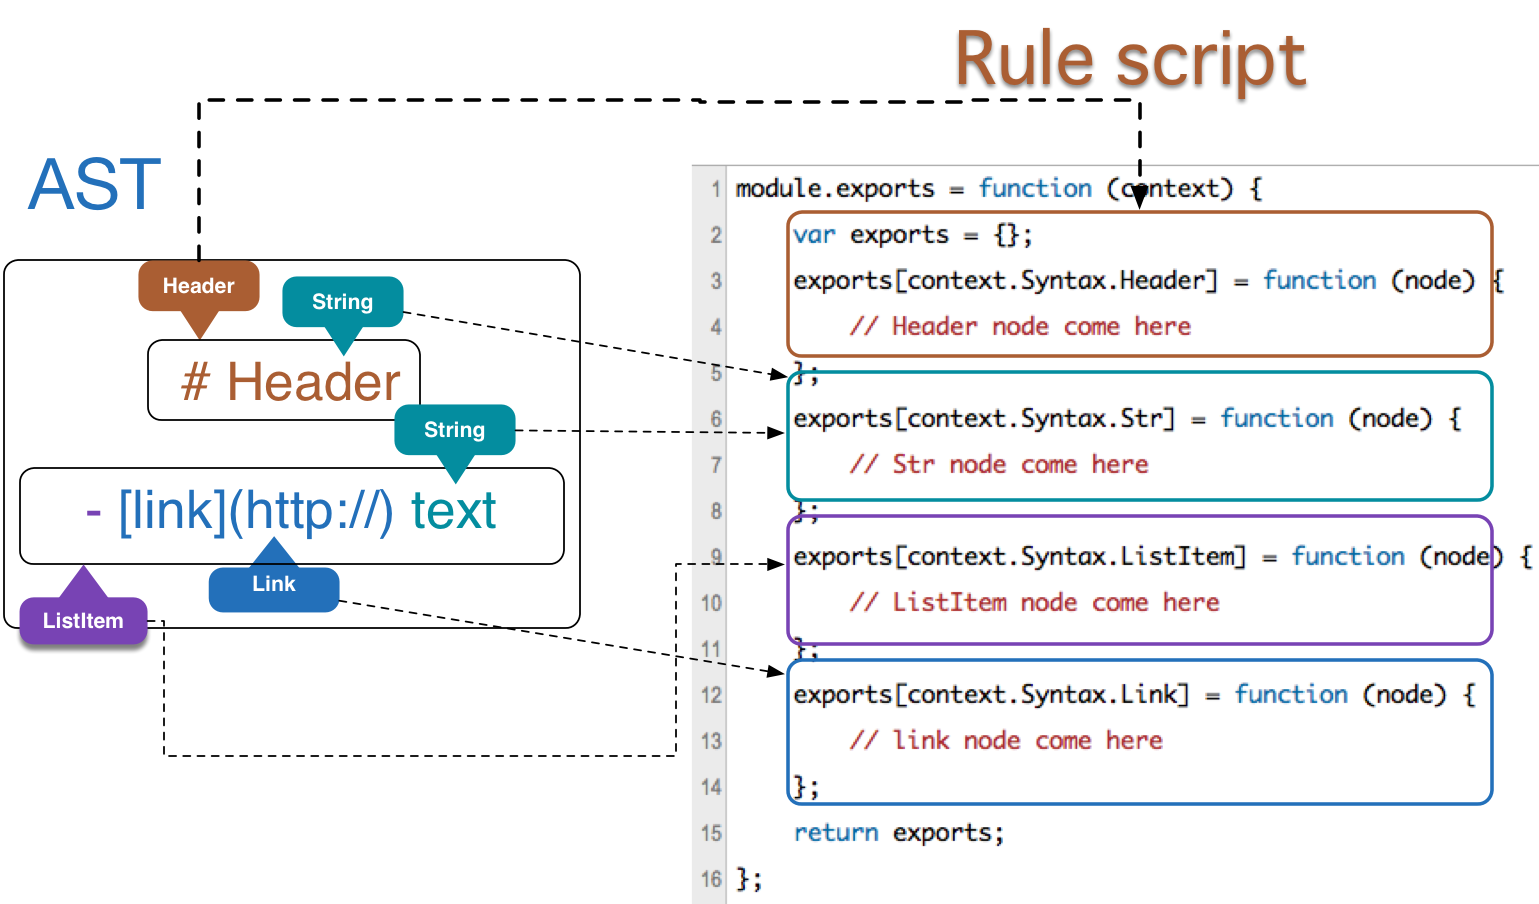 Rule script
AST
Header
String
# Header
String
- [link](http://) text
Link
ListItem
1 module.exports = function (context) {
2 var exports = {};
3 exports[context.Syntax.Header] = function (node) {
4 // Header node come here
5 };
6 exports[context.Syntax.Str] = function (node) {
7 // Str node come here
8 };
9 exports[context.Syntax.ListItem] = function (node) {
10 // ListItem node come here
11 };
12 exports[context.Syntax.Link] = function (node) {
13 // link node come here
14 };
15 return exports;
16 };